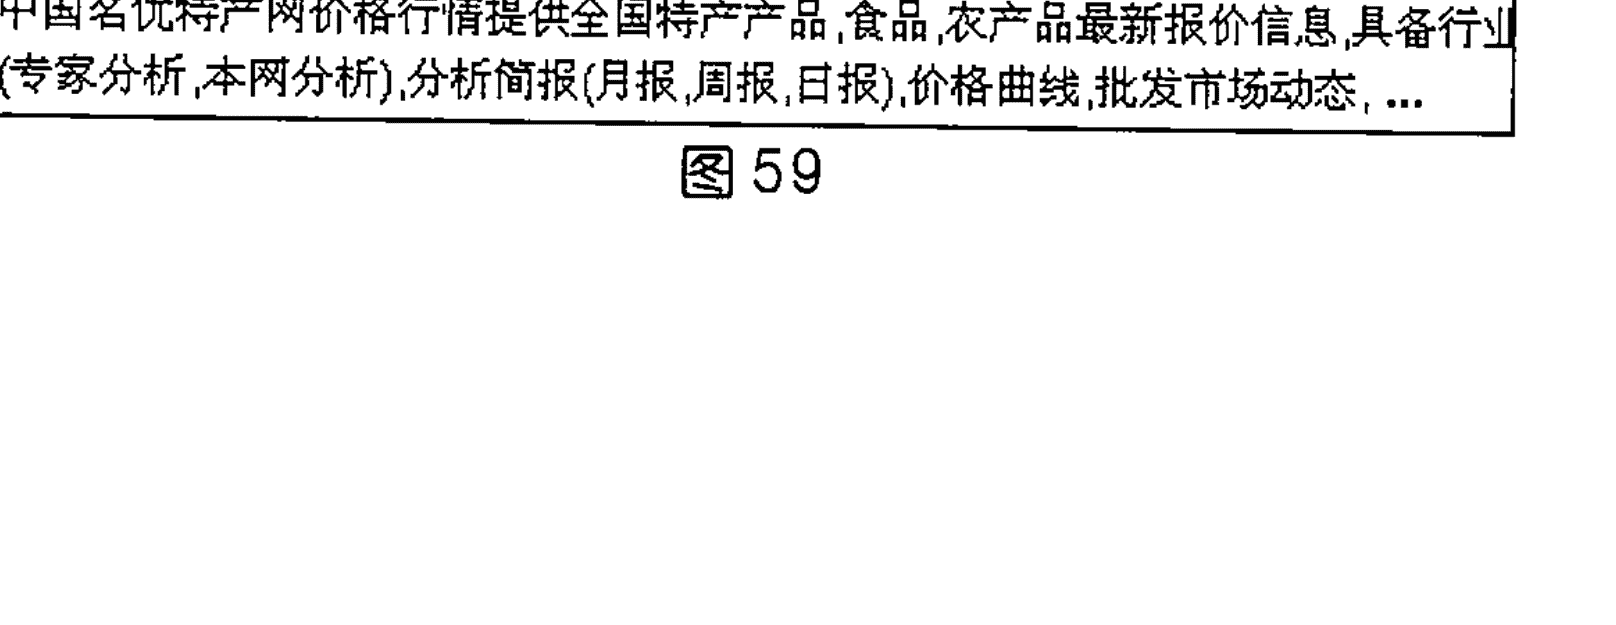 中国名优特产网价格行情提供全国特产产品,食品,农产品最新报价信息,具备行业
(专家分析,本网分析),分析简报(月报,周报,日报),价格曲线,批发市场动态, ...
图 59